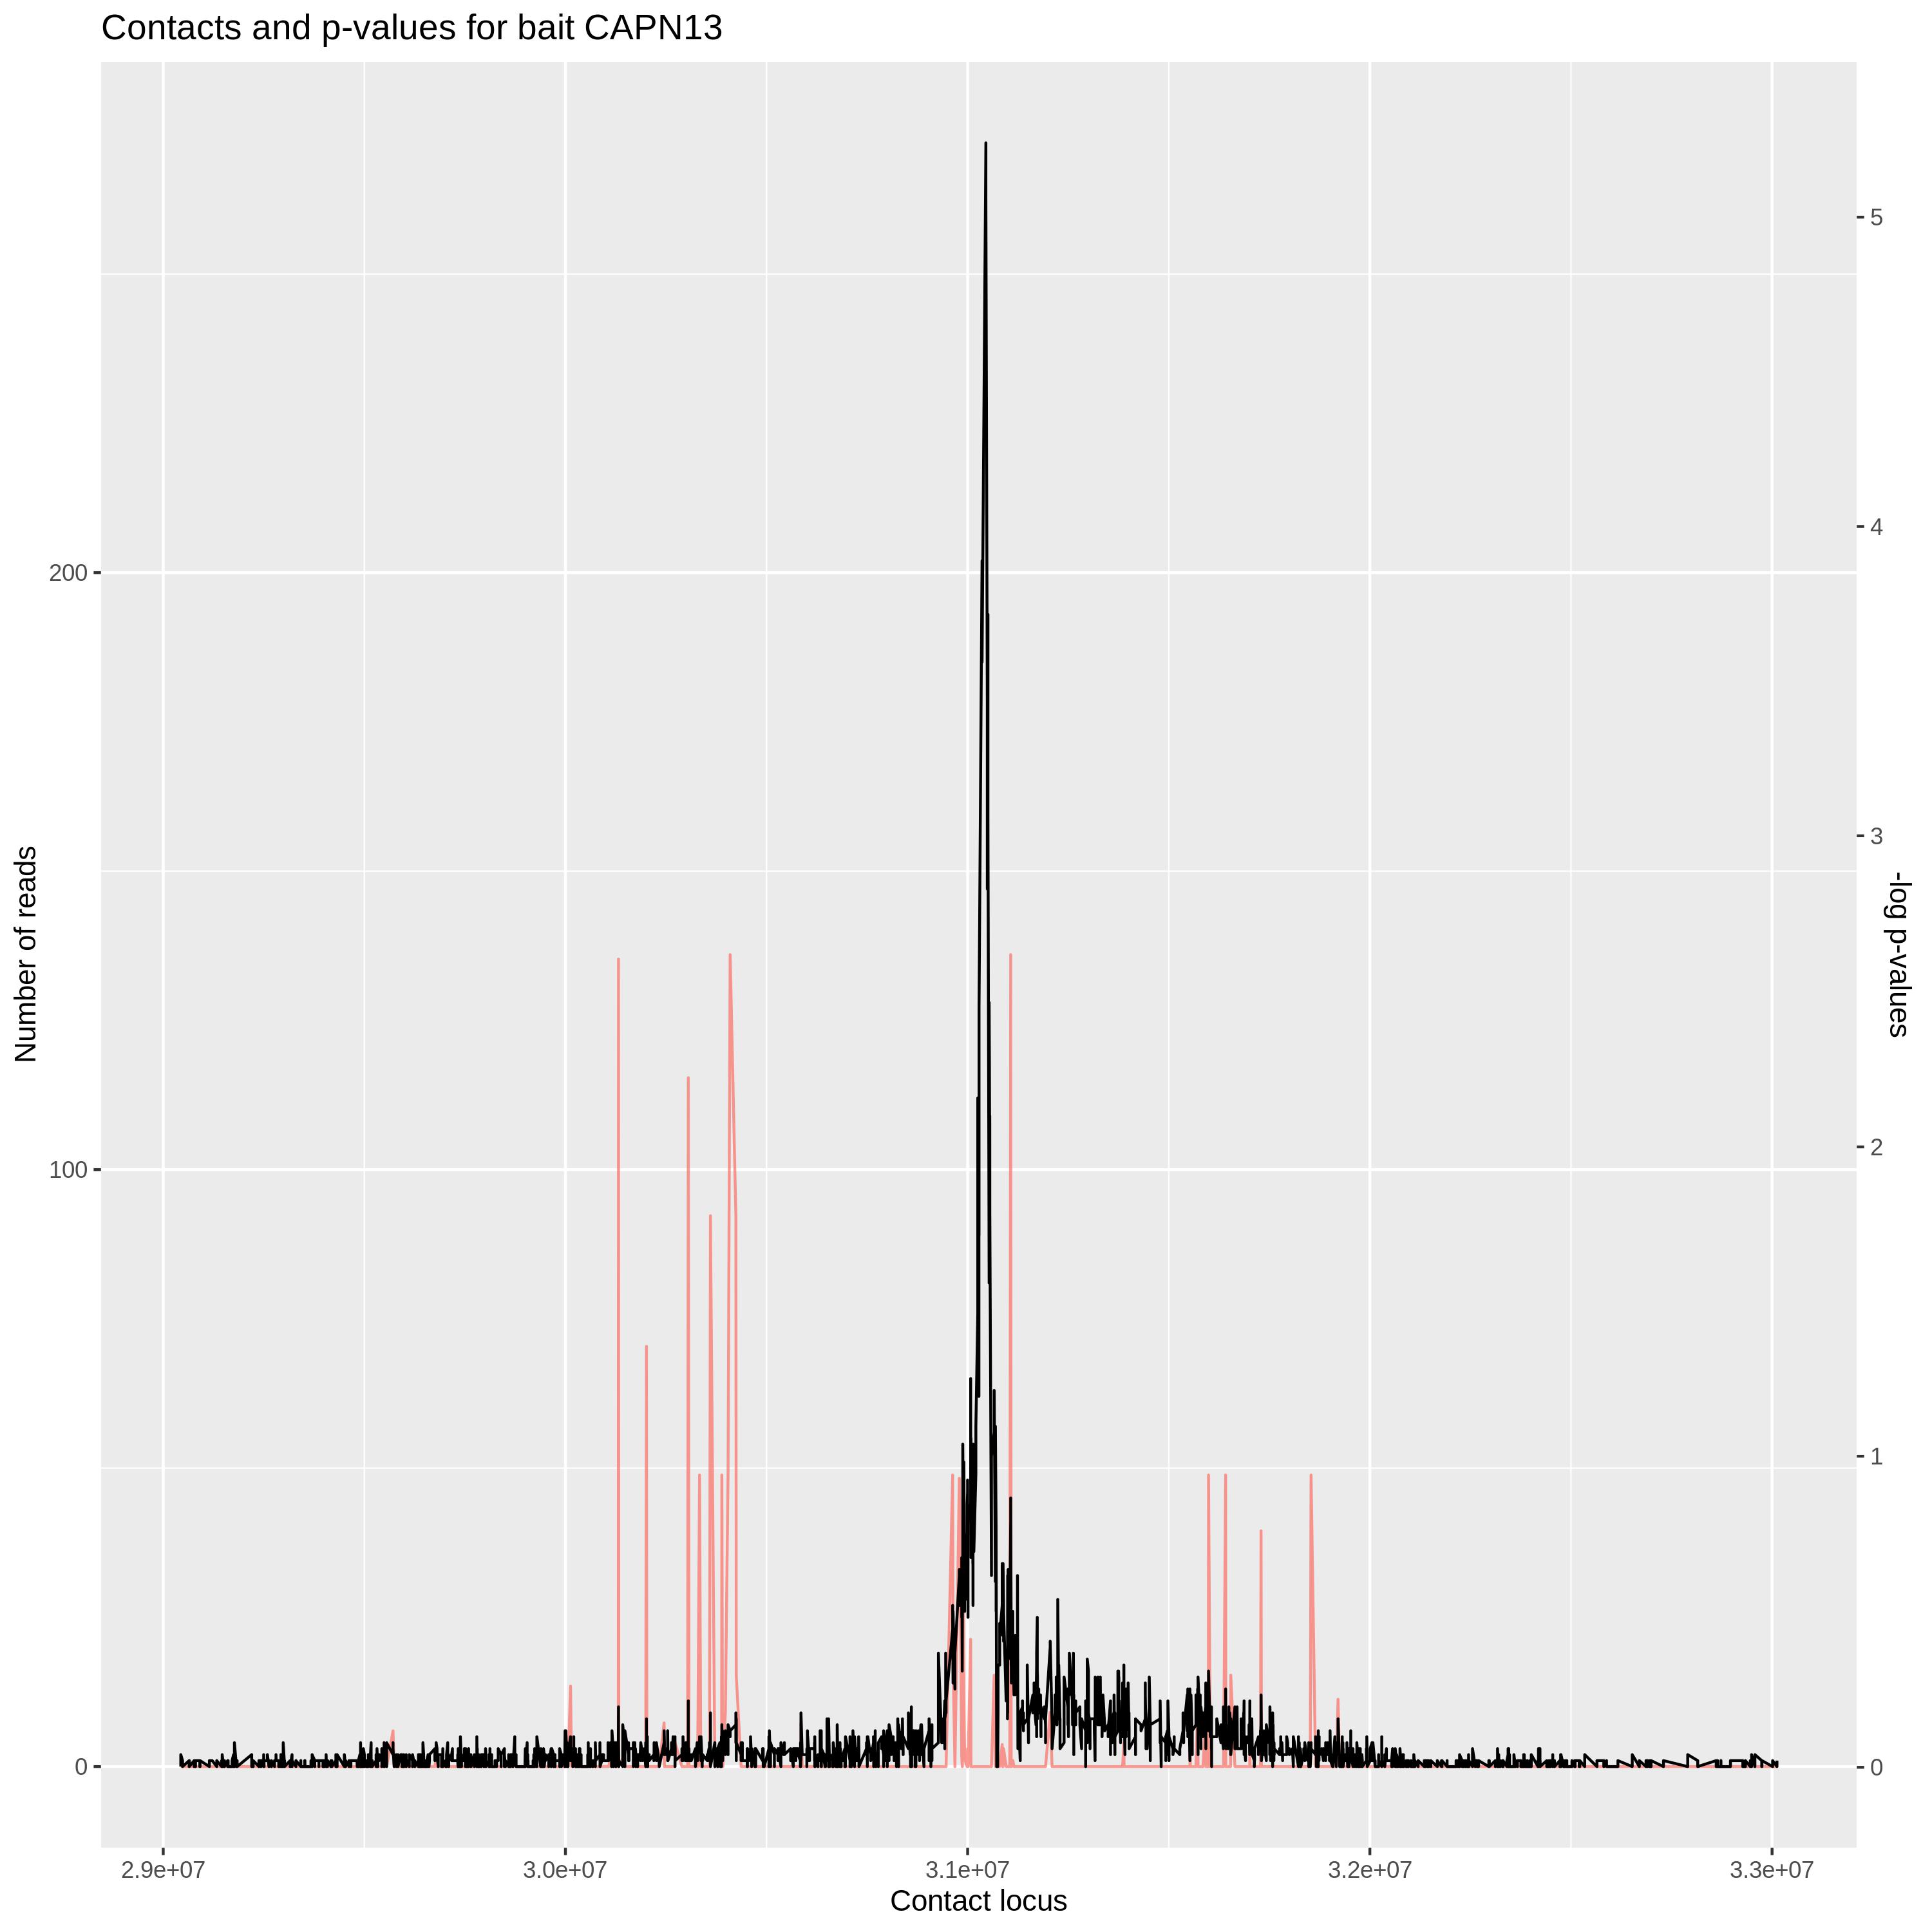 Contacts and p-values for bait CAPN13
Number of reads
200
100
0
5
4
3
2
1
0
-log p-values
2.9e+07
3.0e+07
3.1e+07
3.2e+07
3.3e+07
Contact locus